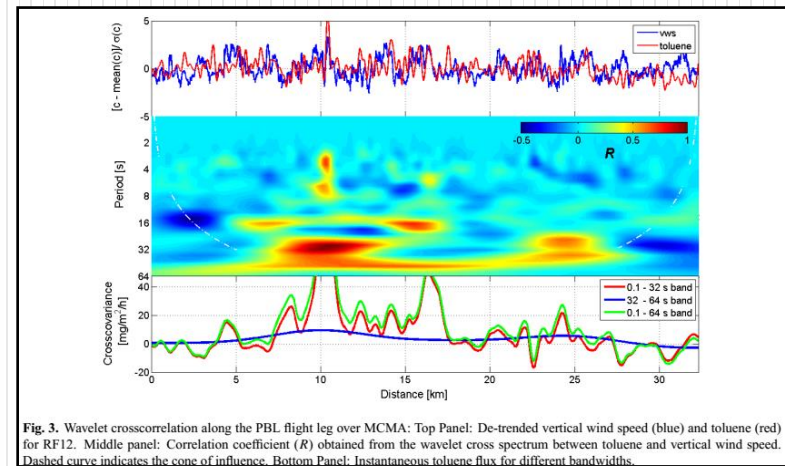 [c - mean(c)]/ σ(c)
5
0
-5
vws
toluene
Period [s]
2
4
8
16
32
64
-0.5
0
0.5
1
R
Crosscovariance
[mg/m²/h]
40
20
0
-20
0.1 - 32 s band
32 - 64 s band
0.1 - 64 s band
0
5
10
15
20
25
30
Distance [km]
Fig. 3. Wavelet crosscorrelation along the PBL flight leg over MCMA: Top Panel: De-trended vertical wind speed (blue) and toluene (red)
for RF12. Middle panel: Correlation coefficient (R) obtained from the wavelet cross spectrum between toluene and vertical wind speed.
Dashed curve indicates the cone of influence. Bottom Panel: Instantaneous toluene flux for different bandwidths.